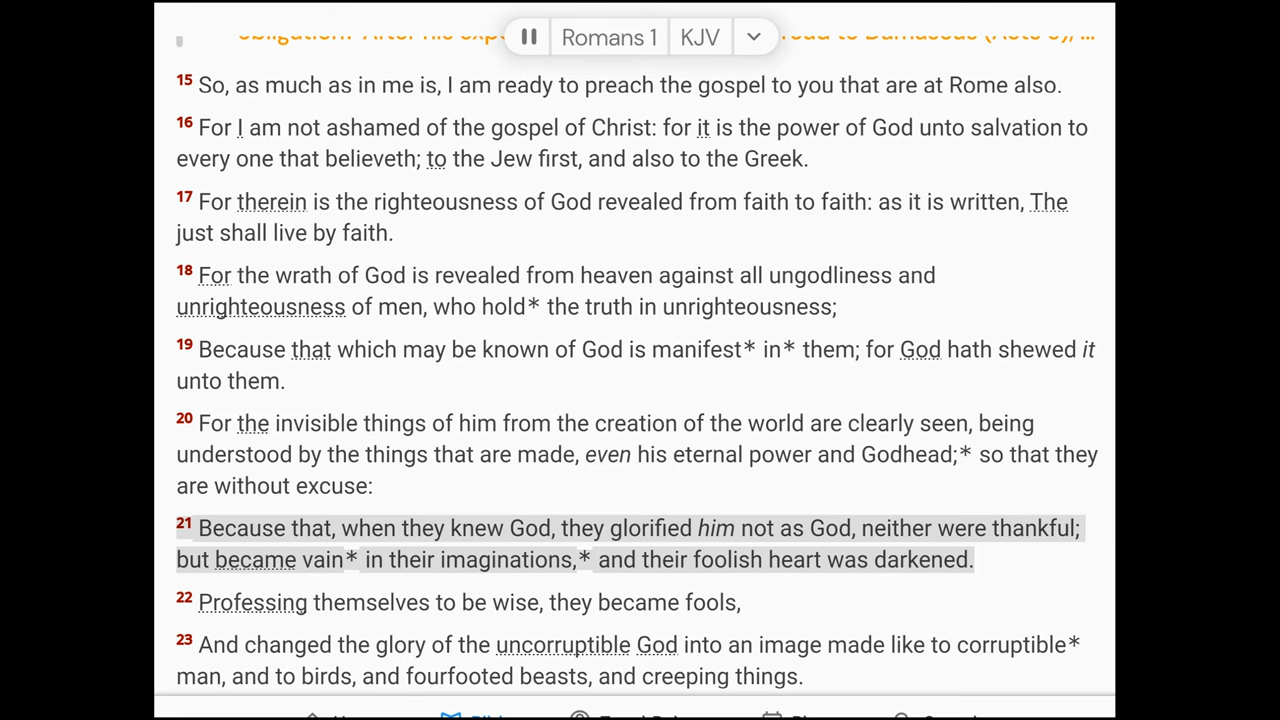 Romans 1 KJV
15 So, as much as in me is, I am ready to preach the gospel to you that are at Rome also.
16 For I am not ashamed of the gospel of Christ: for it is the power of God unto salvation to
every one that believeth; to the Jew first, and also to the Greek.
17 For therein is the righteousness of God revealed from faith to faith: as it is written, The
just shall live by faith.
18 For the wrath of God is revealed from heaven against all ungodliness and
unrighteousness of men, who hold* the truth in unrighteousness;
19 Because that which may be known of God is manifest* in* them; for God hath shewed it
unto them.
20 For the invisible things of him from the creation of the world are clearly seen, being
understood by the things that are made, even his eternal power and Godhead;* so that they
are without excuse:
21 Because that, when they knew God, they glorified him not as God, neither were thankful;
but became vain* in their imaginations,* and their foolish heart was darkened.
22 Professing themselves to be wise, they became fools,
23 And changed the glory of the uncorruptible God into an image made like to corruptible*
man, and to birds, and fourfooted beasts, and creeping things.